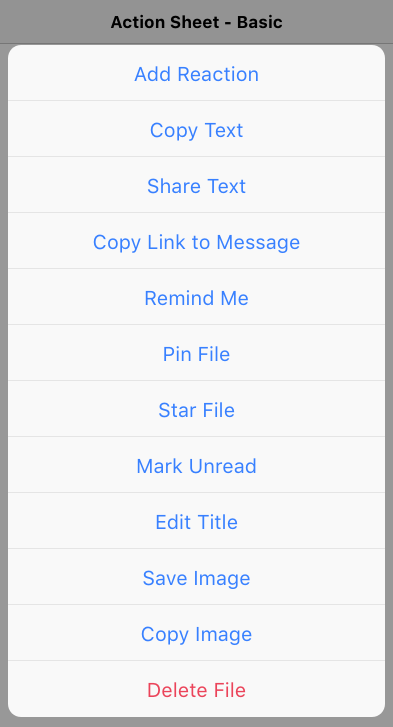 Action Sheet - Basic
Add Reaction
Copy Text
Share Text
Copy Link to Message
Remind Me
Pin File
Star File
Mark Unread
Edit Title
Save Image
Copy Image
Delete File